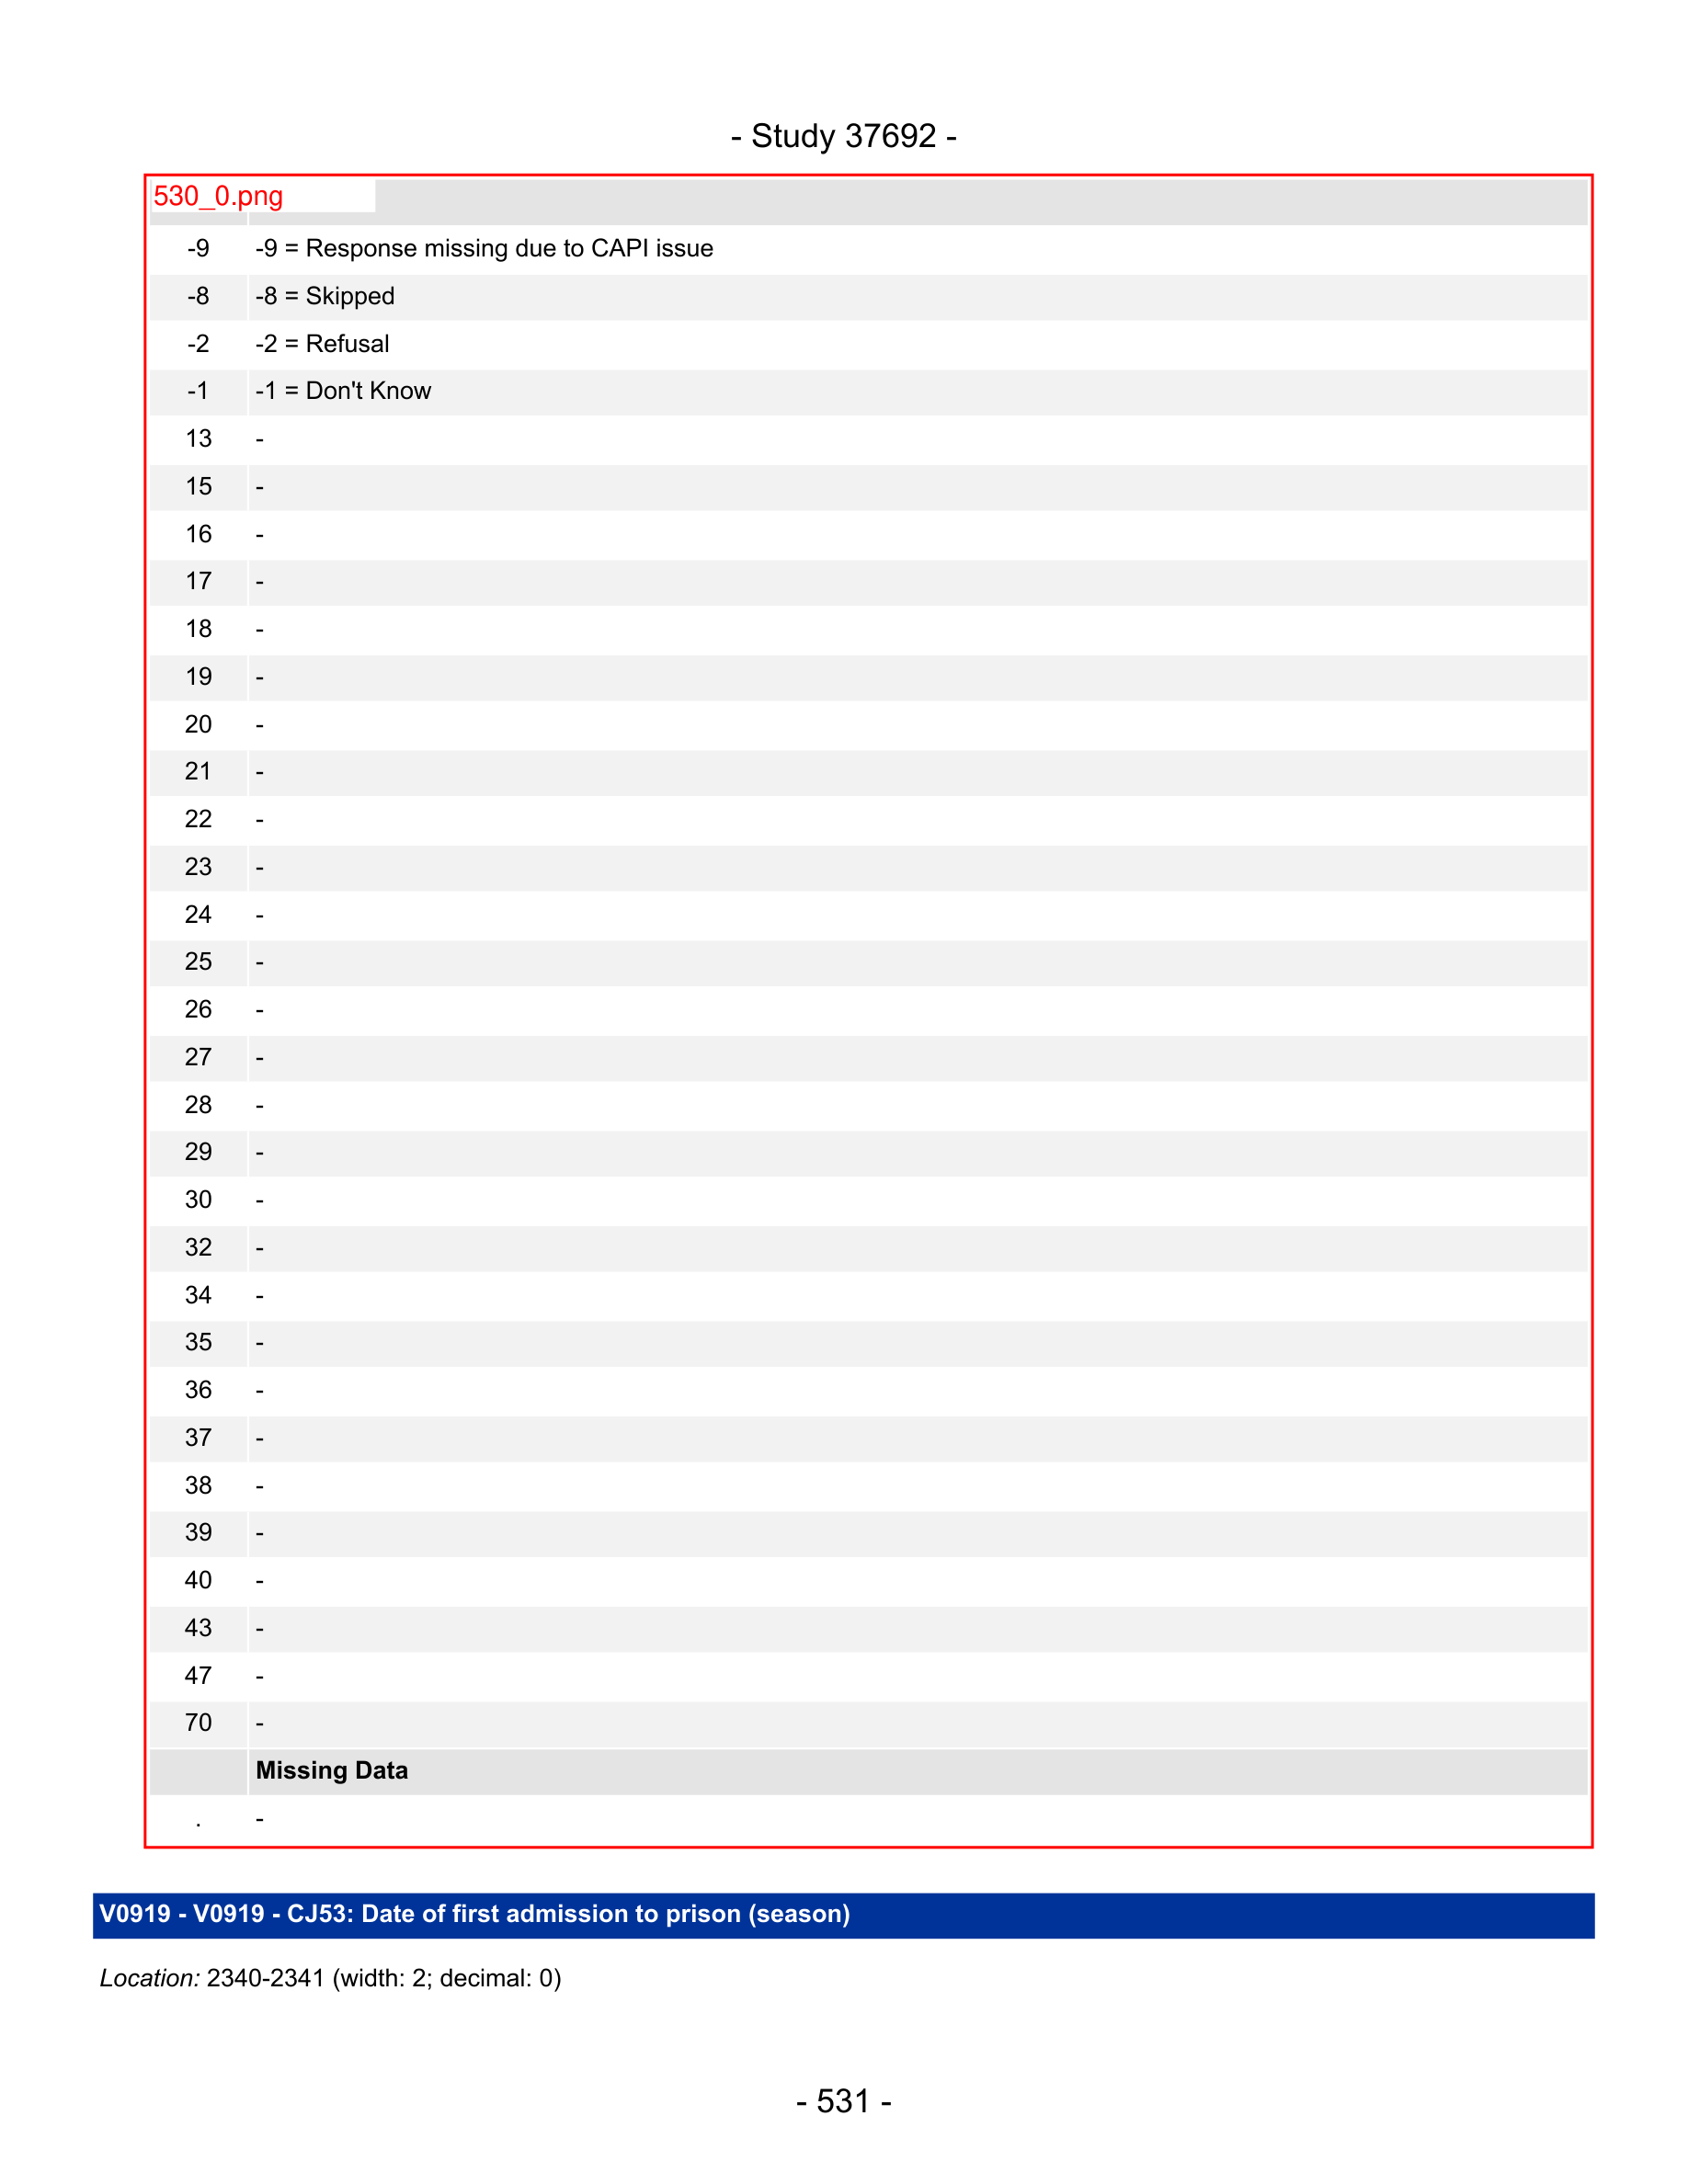 - Study 37692 -
530_0.png
-9 -9 = Response missing due to CAPI issue
-8 -8 = Skipped
-2 -2 = Refusal
-1 -1 = Don't Know
13 -
15 -
16 -
17 -
18 -
19 -
20 -
21 -
22 -
23 -
24 -
25 -
26 -
27 -
28 -
29 -
30 -
32 -
34 -
35 -
36 -
37 -
38 -
39 -
40 -
43 -
47 -
70 -
Missing Data
. -
V0919 - V0919 - CJ53: Date of first admission to prison (season)
Location: 2340-2341 (width: 2; decimal: 0)
- 531 -